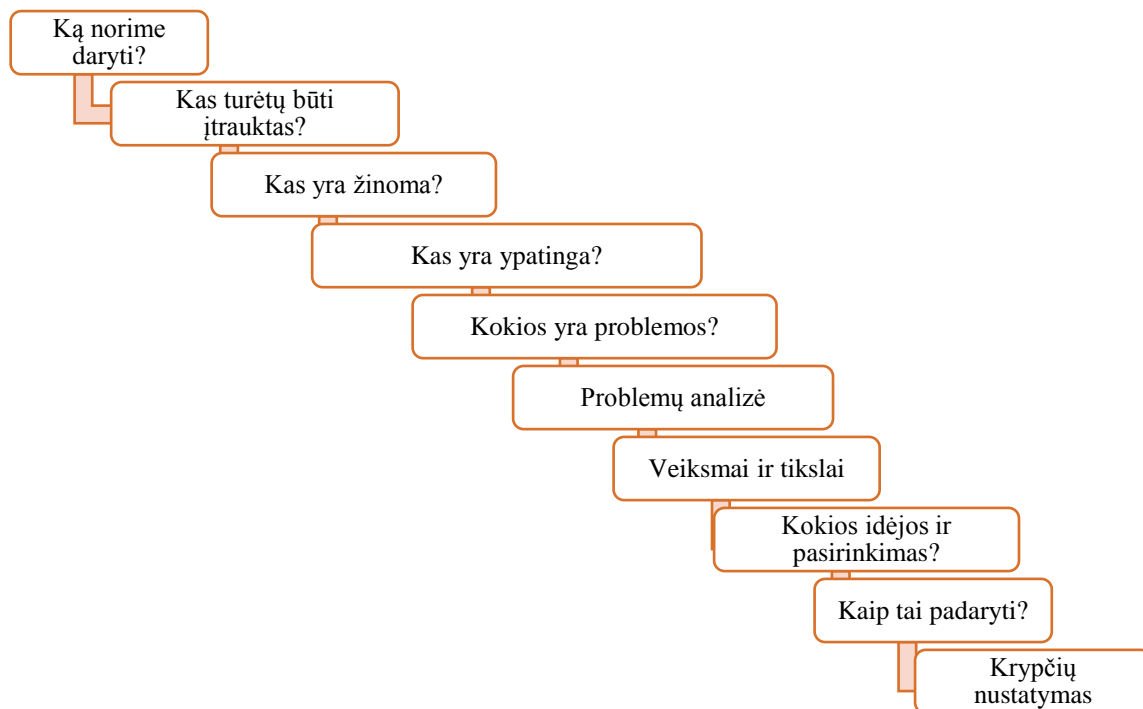 Ką norime
daryti?
Kas turėtų būti
įtrauktas?
Kas yra žinoma?
Kas yra ypatinga?
Kokios yra problemos?
Problemų analizė
Veiksmai ir tikslai
Kokios idėjos ir
pasirinkimas?
Kaip tai padaryti?
Krypčių
nustatymas